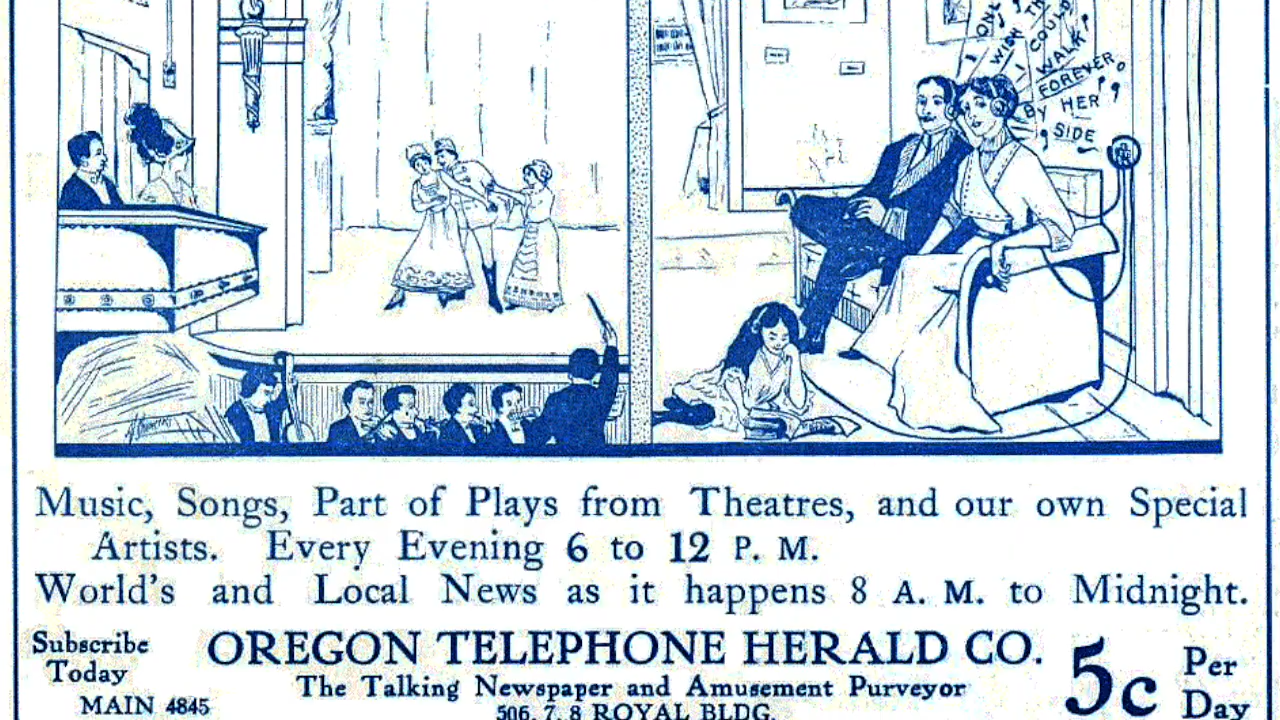 I ONLY
WISH THAT
I COULD
WALK
FOREVER
BY HER
SIDE
Music, Songs, Part of Plays from Theatres, and our own Special
Artists. Every Evening 6 to 12 P. M.
World's and Local News as it happens 8 A. M. to Midnight.
Subscribe
Today
MAIN 4845
OREGON TELEPHONE HERALD CO.
The Talking Newspaper and Amusement Purveyor
506, 7, 8 ROYAL BLDG.
5c Per
Day